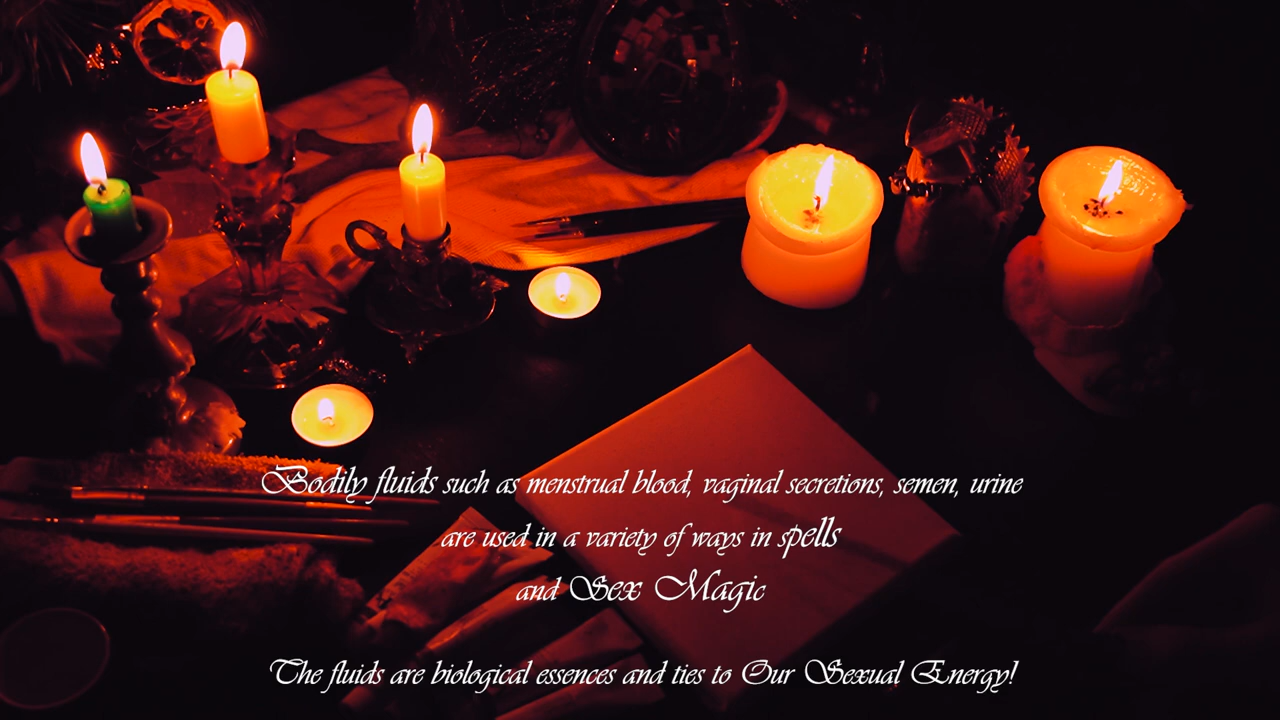 Bodily fluids such as menstrual blood, vaginal secretions, semen, urine
are used in a variety of ways in spells
and Sex Magic
The fluids are biological essences and ties to Our Sexual Energy!